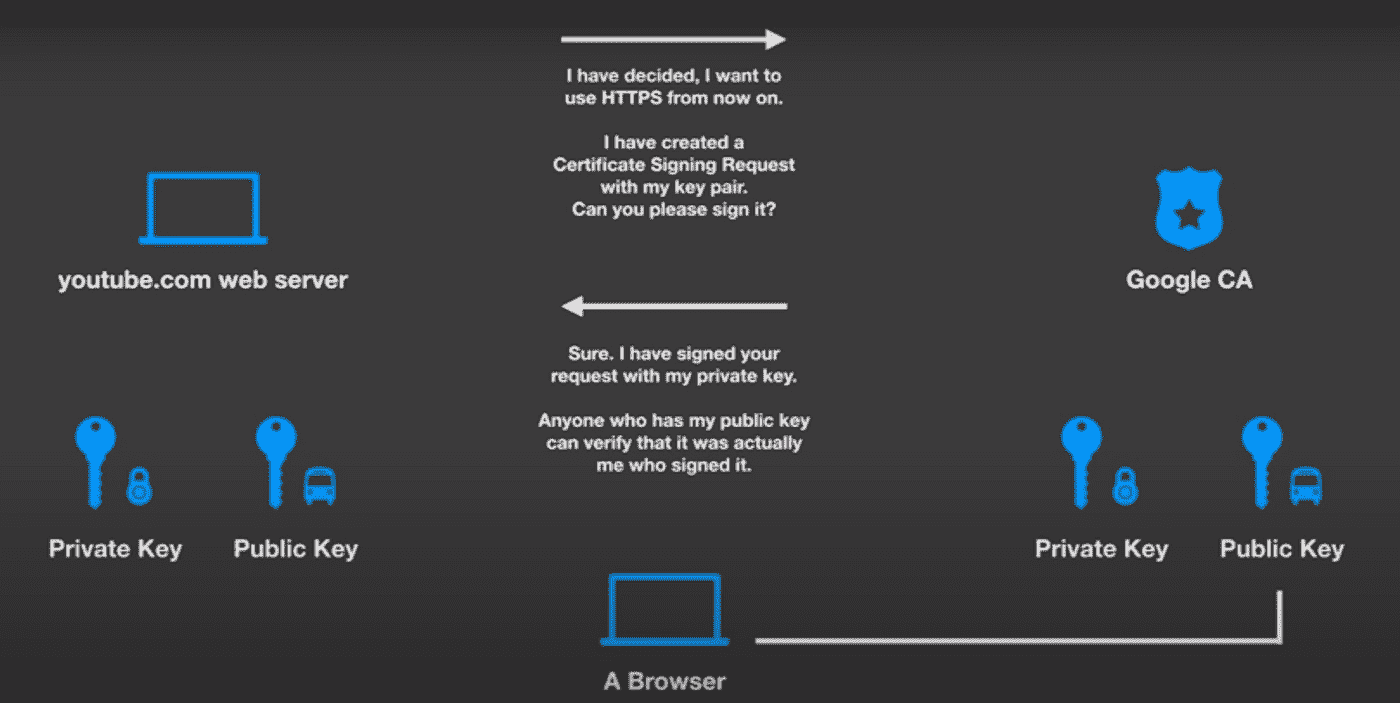 I have decided, I want to
use HTTPS from now on.
I have created a
Certificate Signing Request
with my key pair.
Can you please sign it?
youtube.com web server
Google CA
Sure. I have signed your
request with my private key.
Anyone who has my public key
can verify that it was actually
me who signed it.
Private Key
Public Key
Private Key
Public Key
A Browser